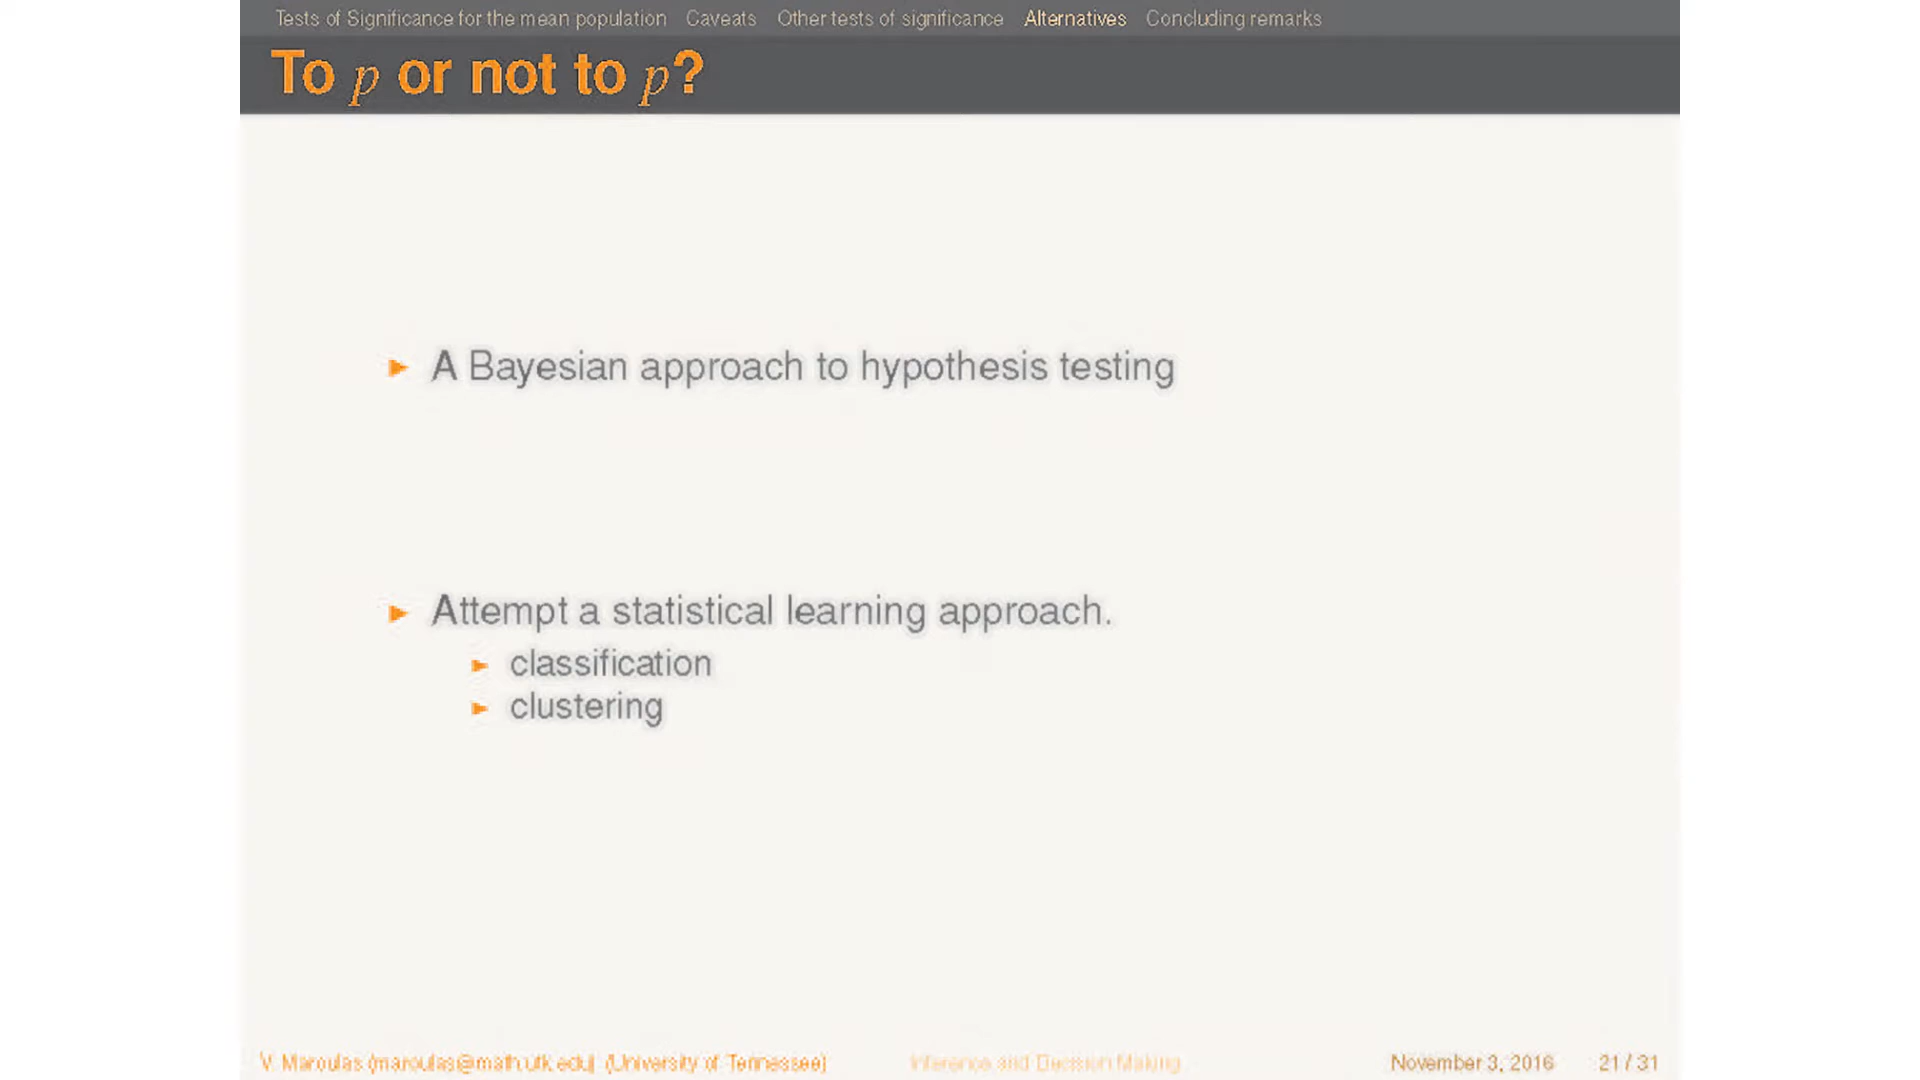 Tests of Significance for the mean population Caveats Other tests of significance Alternatives Concluding remarks
To p or not to p?
A Bayesian approach to hypothesis testing
Attempt a statistical learning approach.
classification
clustering
V. Maroulas (maroulas@math.utk.edu) (University of Tennessee) Inference and Decision Making November 3, 2016 21 / 31